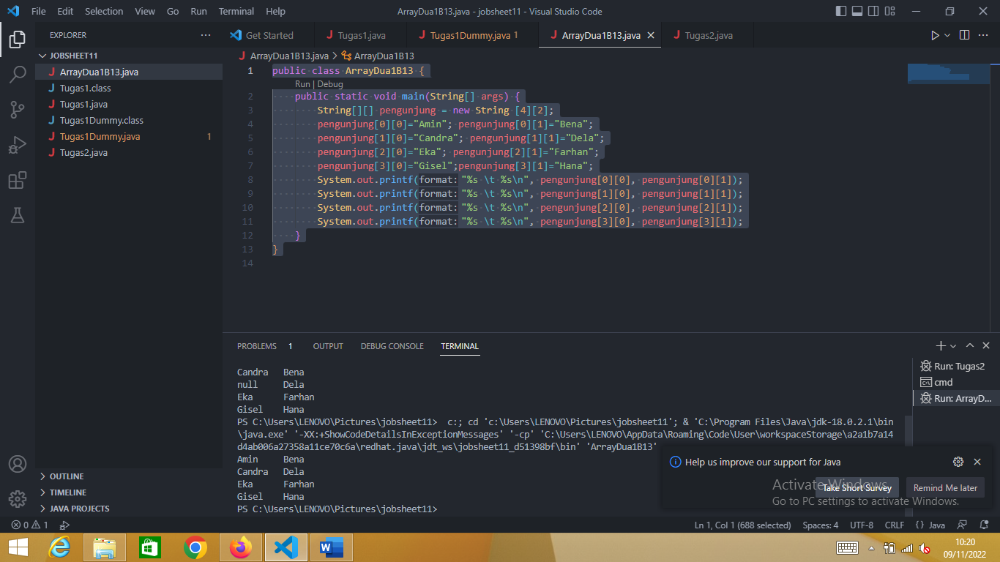 File Edit Selection View Go Run Terminal Help ArrayDua1B13.java - jobsheet11 - Visual Studio Code
EXPLORER
Get Started Tugas1.java Tugas1Dummy.java 1 ArrayDua1B13.java Tugas2.java
JOBSHEET11
ArrayDua1B13.java
Tugas1.class
Tugas1.java
Tugas1Dummy.class
Tugas1Dummy.java 1
Tugas2.java
OUTLINE
TIMELINE
JAVA PROJECTS
ArrayDua1B13.java > ArrayDua1B13
1 public class ArrayDua1B13 {
Run | Debug
2 public static void main(String[] args) {
3 String[][] pengunjung = new String [4][2];
4 pengunjung[0][0]="Amin"; pengunjung[0][1]="Bena";
5 pengunjung[1][0]="Candra"; pengunjung[1][1]="Dela";
6 pengunjung[2][0]="Eka"; pengunjung[2][1]="Farhan";
7 pengunjung[3][0]="Gisel";pengunjung[3][1]="Hana";
8 System.out.printf(format:"%s \t %s\n", pengunjung[0][0], pengunjung[0][1]);
9 System.out.printf(format:"%s \t %s\n", pengunjung[1][0], pengunjung[1][1]);
10 System.out.printf(format:"%s \t %s\n", pengunjung[2][0], pengunjung[2][1]);
11 System.out.printf(format:"%s \t %s\n", pengunjung[3][0], pengunjung[3][1]);
12 }
13 }
14
PROBLEMS 1 OUTPUT DEBUG CONSOLE TERMINAL
Candra Bena
null Dela
Eka Farhan
Gisel Hana
PS C:\Users\LENOVO\Pictures\jobsheet11> c:; cd 'c:\Users\LENOVO\Pictures\jobsheet11'; & 'C:\Program Files\Java\jdk-18.0.2.1\bin
\java.exe' '-XX:+ShowCodeDetailsInExceptionMessages' '-cp' 'C:\Users\LENOVO\AppData\Roaming\Code\User\workspaceStorage\a2a1b7a14
d4ab006a27358a11ce70c6a\redhat.java\jdt_ws\jobsheet11_d51398bf\bin' 'ArrayDua1B13'
Amin Bena
Candra Dela
Eka Farhan
Gisel Hana
PS C:\Users\LENOVO\Pictures\jobsheet11>
Run: Tugas2
cmd
Run: ArrayD...
Help us improve our support for Java
Take Short Survey Remind Me later
Activate Windows
Go to PC settings to activate Windows.
0 1 Ln 1, Col 1 (688 selected) Spaces: 4 UTF-8 CRLF {} Java
10:20
09/11/2022